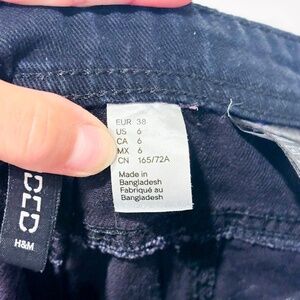 EUR 38
US 6
CA 6
MX 6
CN 165/72A
Made in
Bangladesh
Fabriqué au
Bangladesh
H&M